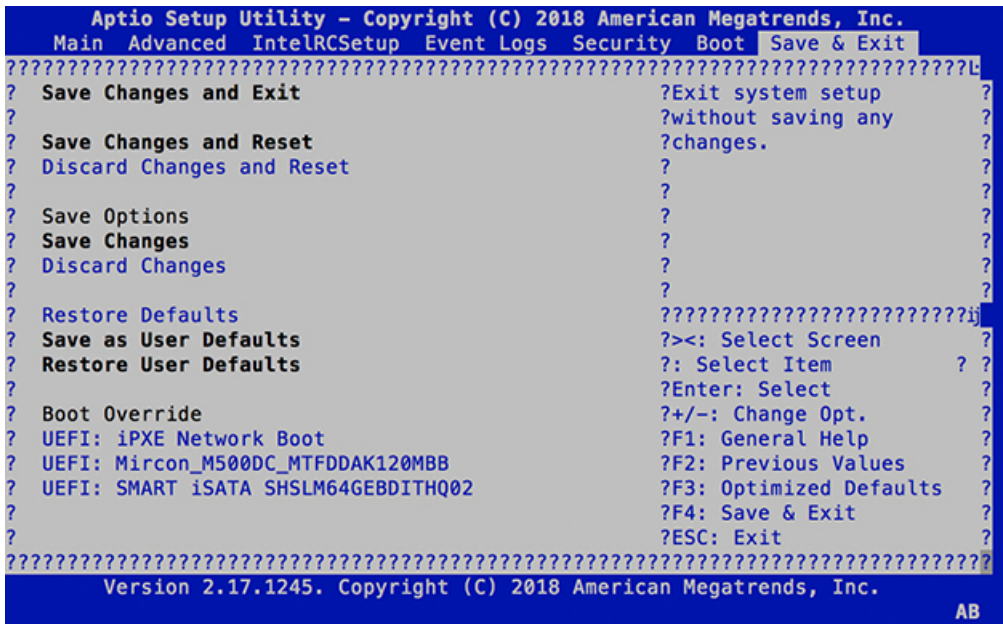 Aptio Setup Utility – Copyright (C) 2018 American Megatrends, Inc.
Main Advanced IntelRCSetup Event Logs Security Boot Save & Exit
??????????????????????????????????????????????????????????????????????????????
? Save Changes and Exit ?Exit system setup ?
? ?without saving any ?
? Save Changes and Reset ?changes. ?
? Discard Changes and Reset ? ?
? ? ?
? Save Options ? ?
? Save Changes ? ?
? Discard Changes ? ?
? ? ?
? Restore Defaults ?????????????????????????ij
? Save as User Defaults ?><: Select Screen ?
? Restore User Defaults ?: Select Item ? ?
? ?Enter: Select ?
? Boot Override ?+/–: Change Opt. ?
? UEFI: iPXE Network Boot ?F1: General Help ?
? UEFI: Mircon_M500DC_MTFDDAK120MBB ?F2: Previous Values ?
? UEFI: SMART iSATA SHSLM64GEBDITHQ02 ?F3: Optimized Defaults ?
? ?F4: Save & Exit ?
? ?ESC: Exit ?
????????????????????????????????????????????????????????????????????????????????
Version 2.17.1245. Copyright (C) 2018 American Megatrends, Inc.
AB